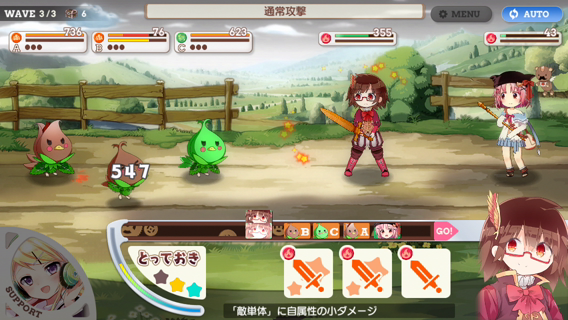 WAVE 3/3
6
通常攻撃
MENU
AUTO
736
A
76
B
623
C
355
43
547
B
C
A
GO!
とっておき
SUPPORT
「敵単体」に自属性の小ダメージ